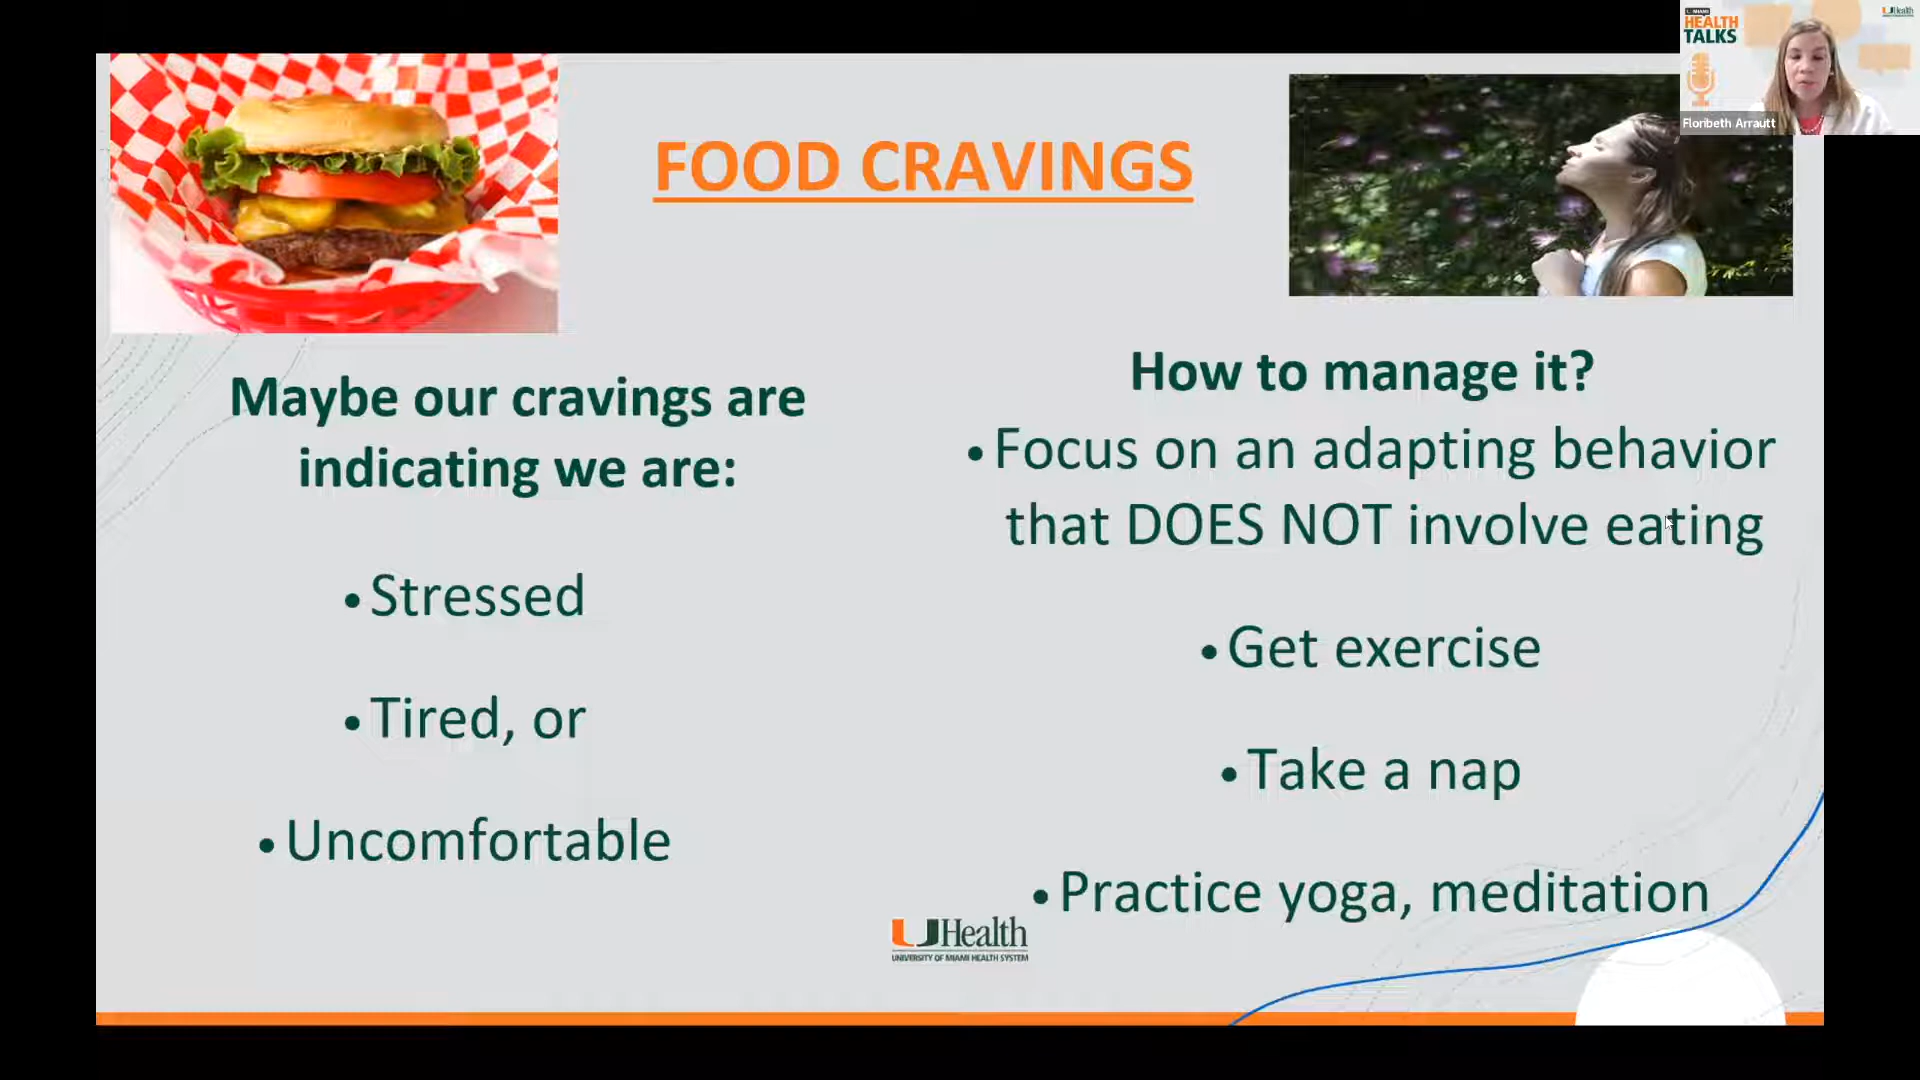 FOOD CRAVINGS
Maybe our cravings are
indicating we are:
• Stressed
• Tired, or
• Uncomfortable
How to manage it?
• Focus on an adapting behavior
that DOES NOT involve eating
• Get exercise
• Take a nap
• Practice yoga, meditation
UHealth
UNIVERSITY OF MIAMI HEALTH SYSTEM
U MIAMI
HEALTH
TALKS
UHealth
Floribeth Arrautt